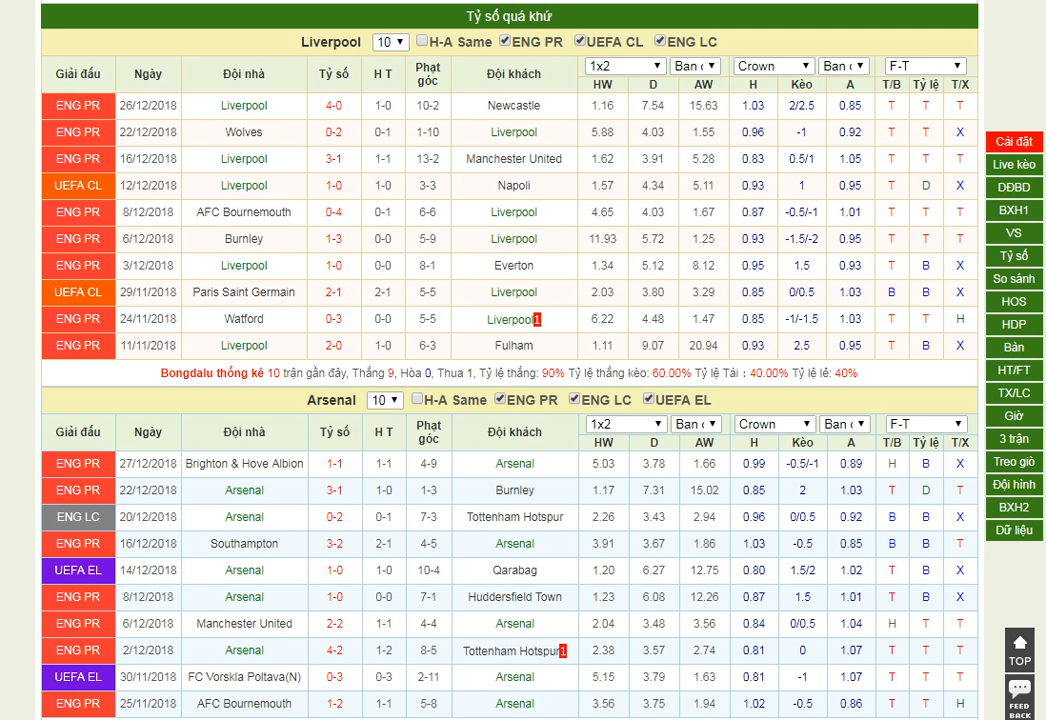 Tỷ số quá khứ
Liverpool 10 H-A Same ENG PR UEFA CL ENG LC
Giải đấu Ngày Đội nhà Tỷ số H T Phạt góc Đội khách 1x2 Ban c Crown Ban c F-T
HW D AW H Kèo A T/B Tỷ lệ T/X
ENG PR 26/12/2018 Liverpool 4-0 1-0 10-2 Newcastle 1.16 7.54 15.63 1.03 2/2.5 0.85 T T T
ENG PR 22/12/2018 Wolves 0-2 0-1 1-10 Liverpool 5.88 4.03 1.55 0.96 -1 0.92 T T X
ENG PR 16/12/2018 Liverpool 3-1 1-1 13-2 Manchester United 1.62 3.91 5.28 0.83 0.5/1 1.05 T T T
UEFA CL 12/12/2018 Liverpool 1-0 1-0 3-3 Napoli 1.57 4.34 5.11 0.93 1 0.95 T D X
ENG PR 8/12/2018 AFC Bournemouth 0-4 0-1 6-6 Liverpool 4.65 4.03 1.67 0.87 -0.5/-1 1.01 T T T
ENG PR 6/12/2018 Burnley 1-3 0-0 5-9 Liverpool 11.93 5.72 1.25 0.93 -1.5/-2 0.95 T T T
ENG PR 3/12/2018 Liverpool 1-0 0-0 8-1 Everton 1.34 5.12 8.12 0.95 1.5 0.93 T B X
UEFA CL 29/11/2018 Paris Saint Germain 2-1 2-1 5-5 Liverpool 2.03 3.80 3.29 0.85 0/0.5 1.03 B B X
ENG PR 24/11/2018 Watford 0-3 0-0 5-5 Liverpool 1 6.22 4.48 1.47 0.85 -1/-1.5 1.03 T T H
ENG PR 11/11/2018 Liverpool 2-0 1-0 6-3 Fulham 1.11 9.07 20.94 0.93 2.5 0.95 T B X
Bongdalu thống kê 10 trận gần đây, Thắng 9, Hòa 0, Thua 1, Tỷ lệ thắng: 90% Tỷ lệ thắng kèo: 60.00% Tỷ lệ Tài : 40.00% Tỷ lế lẻ: 40%
Arsenal 10 H-A Same ENG PR ENG LC UEFA EL
Giải đấu Ngày Đội nhà Tỷ số H T Phạt góc Đội khách 1x2 Ban c Crown Ban c F-T
HW D AW H Kèo A T/B Tỷ lệ T/X
ENG PR 27/12/2018 Brighton & Hove Albion 1-1 1-1 4-9 Arsenal 5.03 3.78 1.66 0.99 -0.5/-1 0.89 H B X
ENG PR 22/12/2018 Arsenal 3-1 1-0 1-3 Burnley 1.17 7.31 15.02 0.85 2 1.03 T D T
ENG LC 20/12/2018 Arsenal 0-2 0-1 7-3 Tottenham Hotspur 2.26 3.43 2.94 0.96 0/0.5 0.92 B B X
ENG PR 16/12/2018 Southampton 3-2 2-1 4-5 Arsenal 3.91 3.67 1.86 1.03 -0.5 0.85 B B T
UEFA EL 14/12/2018 Arsenal 1-0 1-0 10-4 Qarabag 1.20 6.27 12.75 0.80 1.5/2 1.02 T B X
ENG PR 8/12/2018 Arsenal 1-0 0-0 7-1 Huddersfield Town 1.23 6.08 12.26 0.87 1.5 1.01 T B X
ENG PR 6/12/2018 Manchester United 2-2 1-1 4-4 Arsenal 2.04 3.48 3.56 0.84 0/0.5 1.04 H T T
ENG PR 2/12/2018 Arsenal 4-2 1-2 8-5 Tottenham Hotspur 1 2.38 3.57 2.74 0.81 0 1.07 T T T
UEFA EL 30/11/2018 FC Vorskla Poltava(N) 0-3 0-3 2-11 Arsenal 5.15 3.79 1.63 0.81 -1 1.07 T T T
ENG PR 25/11/2018 AFC Bournemouth 1-2 1-1 5-8 Arsenal 3.56 3.75 1.94 1.02 -0.5 0.86 T T H
Cài đặt
Live kèo
DĐBD
BXH1
VS
Tỷ số
So sánh
HOS
HDP
Bàn
HT/FT
TX/LC
Giờ
3 trận
Treo giò
Đội hình
BXH2
Dữ liệu
TOP
FEED
BACK